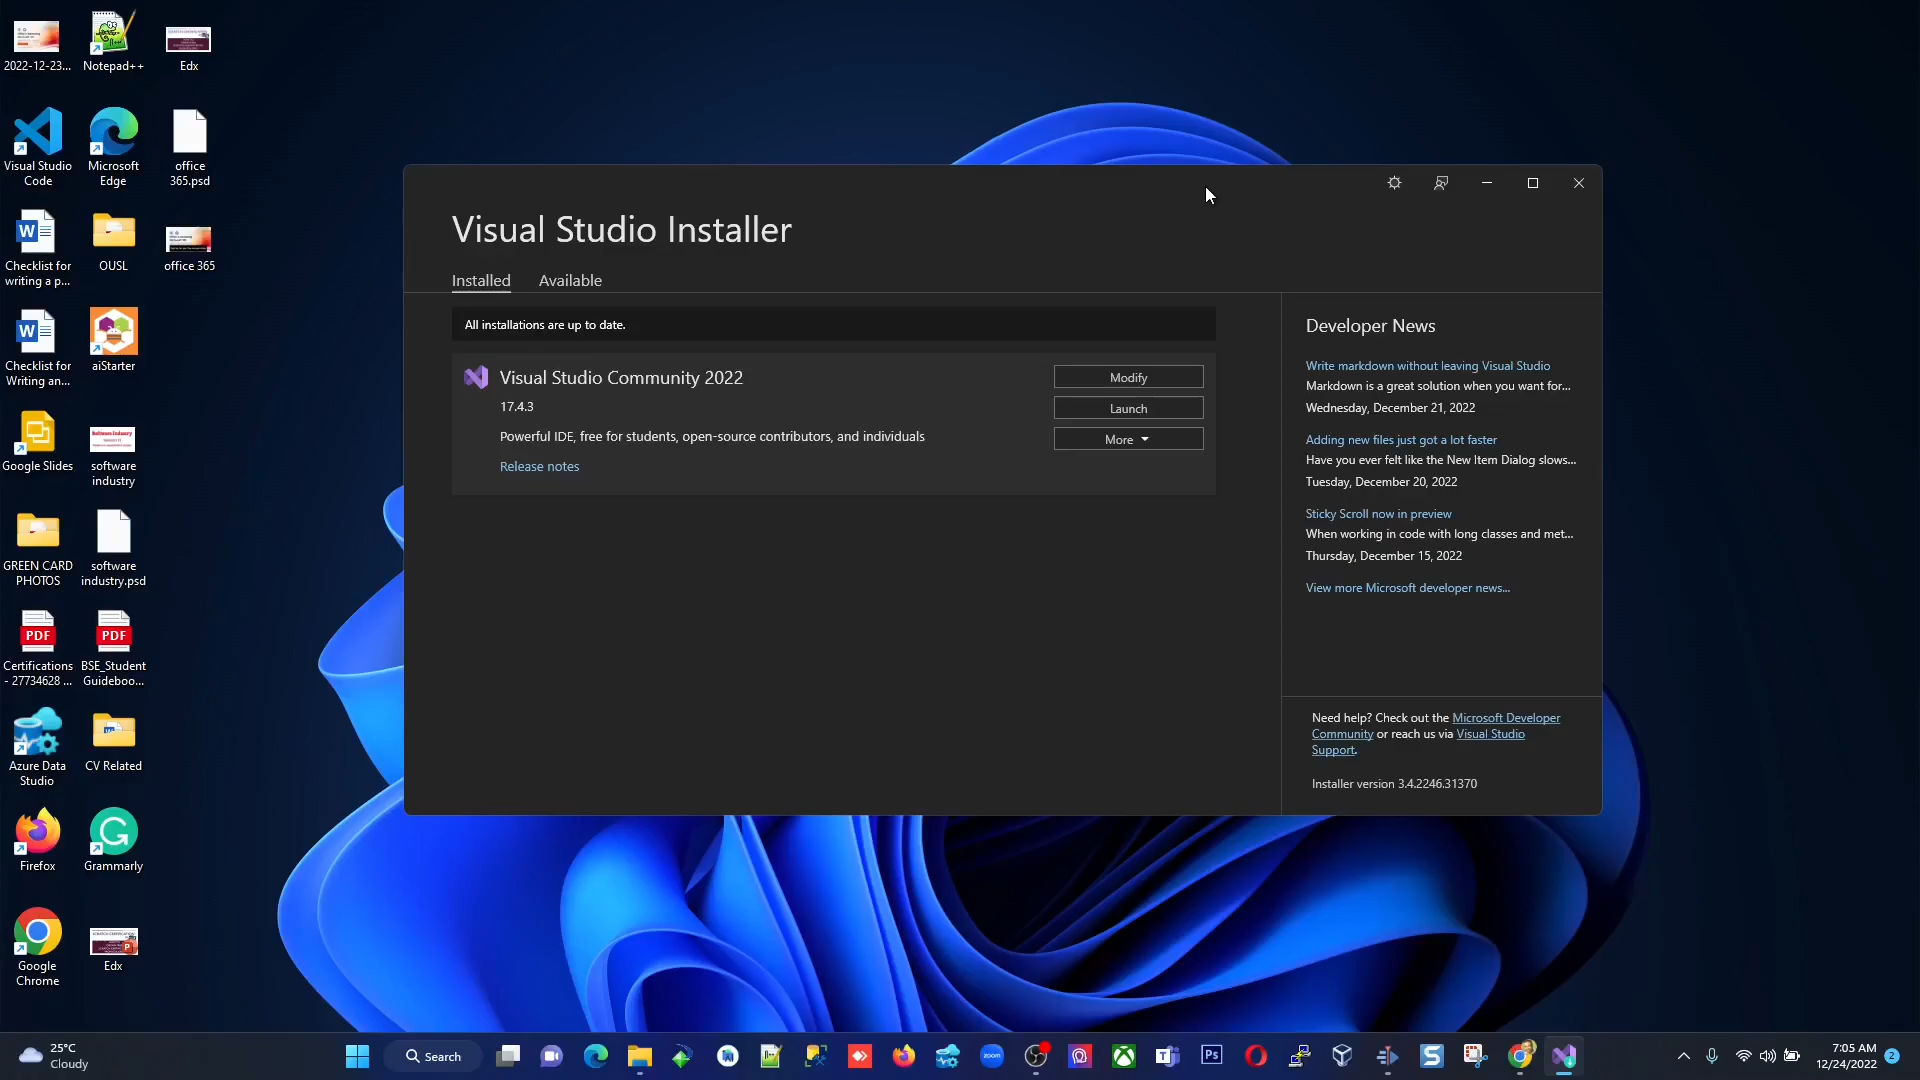 2022-12-23...
Notepad++
Edx
Visual Studio
Code
Microsoft
Edge
office
365.psd
Checklist for
writing a p...
OUSL
office 365
Checklist for
Writing an...
aiStarter
Google Slides
software
industry
GREEN CARD
PHOTOS
software
industry.psd
PDF
PDF
Certifications
- 27734628 ...
BSE_Student
Guideboo...
Azure Data
Studio
CV Related
Firefox
Grammarly
Google
Chrome
Edx
Visual Studio Installer
Installed
Available
All installations are up to date.
Visual Studio Community 2022
17.4.3
Powerful IDE, free for students, open-source contributors, and individuals
Release notes
Modify
Launch
More
Developer News
Write markdown without leaving Visual Studio
Markdown is a great solution when you want for...
Wednesday, December 21, 2022
Adding new files just got a lot faster
Have you ever felt like the New Item Dialog slows...
Tuesday, December 20, 2022
Sticky Scroll now in preview
When working in code with long classes and met...
Thursday, December 15, 2022
View more Microsoft developer news...
Need help? Check out the Microsoft Developer
Community or reach us via Visual Studio
Support.
Installer version 3.4.2246.31370
25°C
Cloudy
Search
zoom
Ps
7:05 AM
12/24/2022
2